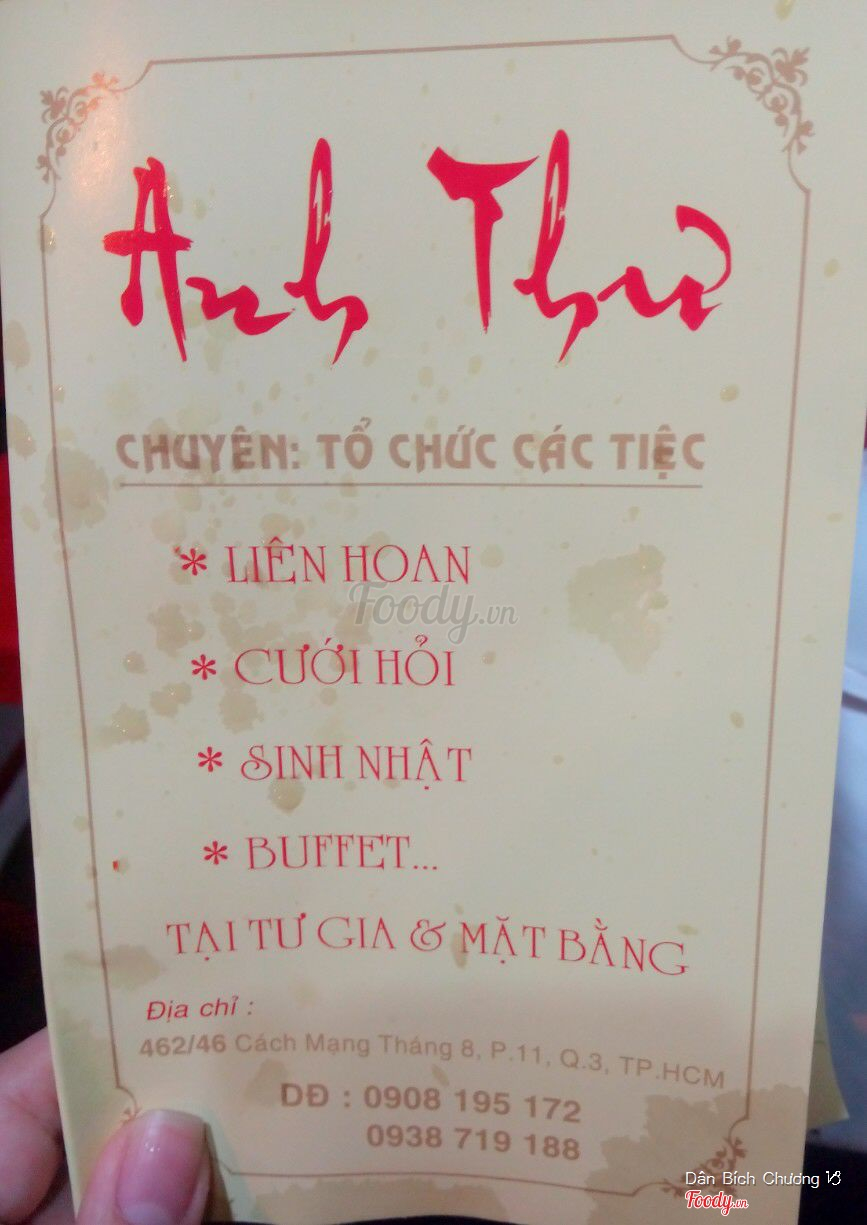 Anh Thư
CHUYÊN: TỔ CHỨC CÁC TIỆC
* LIÊN HOAN
Foody.vn
* CƯỚI HỎI
* SINH NHẬT
* BUFFET...
TẠI TƯ GIA & MẶT BẰNG
Địa chỉ :
462/46 Cách Mạng Tháng 8, P.11, Q.3, TP.HCM
DĐ : 0908 195 172
0938 719 188
Dân Bích Chương
Foody.vn